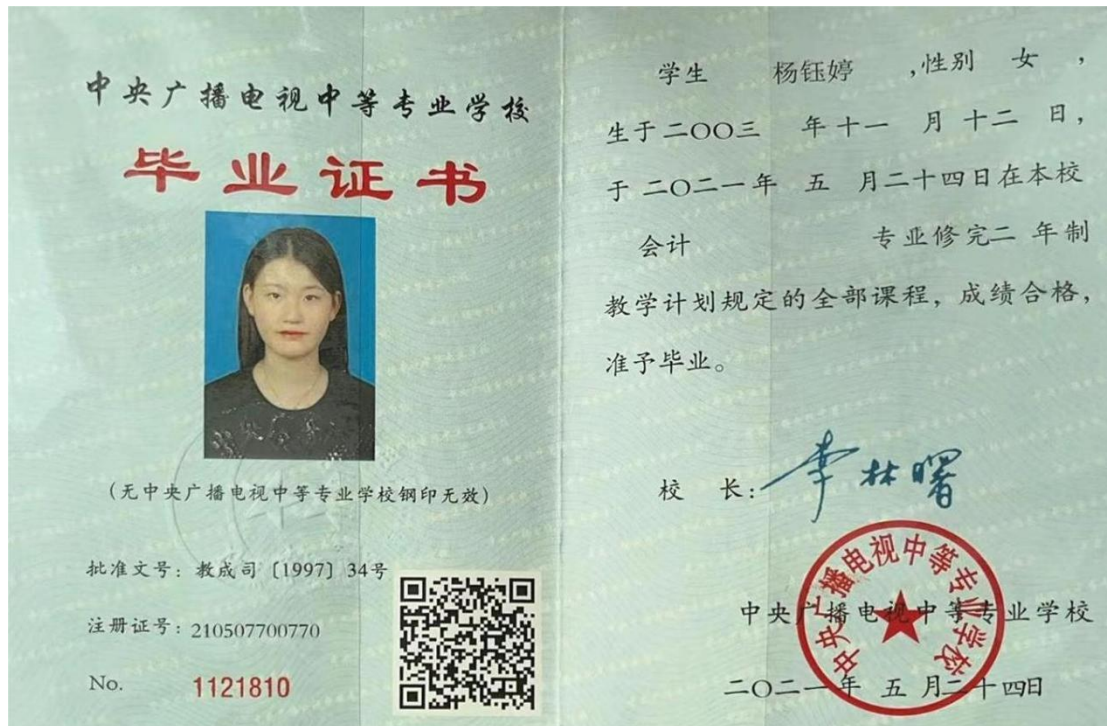 中央广播电视中等专业学校
毕业证书
(无中央广播电视中等专业学校钢印无效)
批准文号:教成司〔1997〕34号
注册证号:210507700770
No. 1121810
学生 杨钰婷 ,性别 女 ,
生于二〇〇三 年十一 月 十二 日,
于 二〇二一年 五 月二十四日在本校
会计 专业修完二 年制
教学计划规定的全部课程,成绩合格,
准予毕业。
校 长:李林曙
中央广播电视中等专业学校
中央广播电视中等专业学校
二〇二一年 五 月二十四日